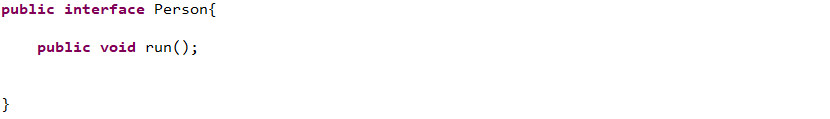 public interface Person{
public void run();
}